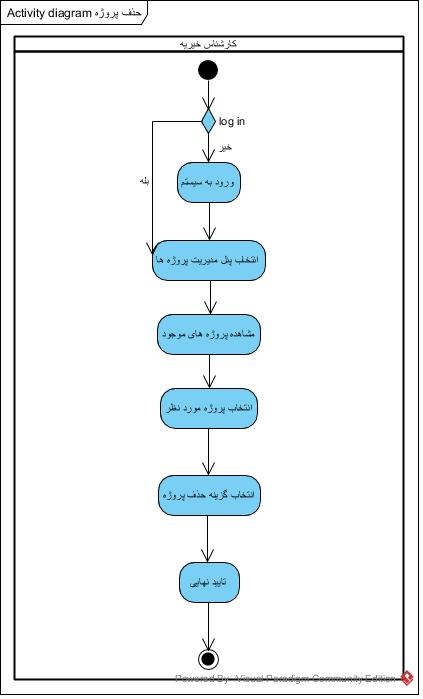 Activity diagram حذف پروژه
کارشناس خیریه
log in
خیر
بله
ورود به سیستم
انتخاب پنل مدیریت پروژه ها
مشاهده پروژه های موجود
انتخاب پروژه مورد نظر
انتخاب گزینه حذف پروژه
تایید نهایی
Powered By Visual Paradigm Community Edition